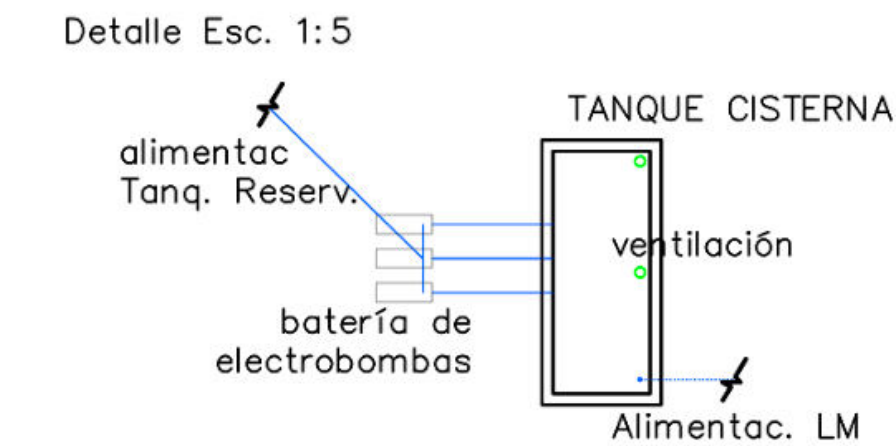 Detalle Esc. 1:5
TANQUE CISTERNA
alimentac
Tanq. Reserv.
ventilación
batería de
electrobombas
Alimentac. LM